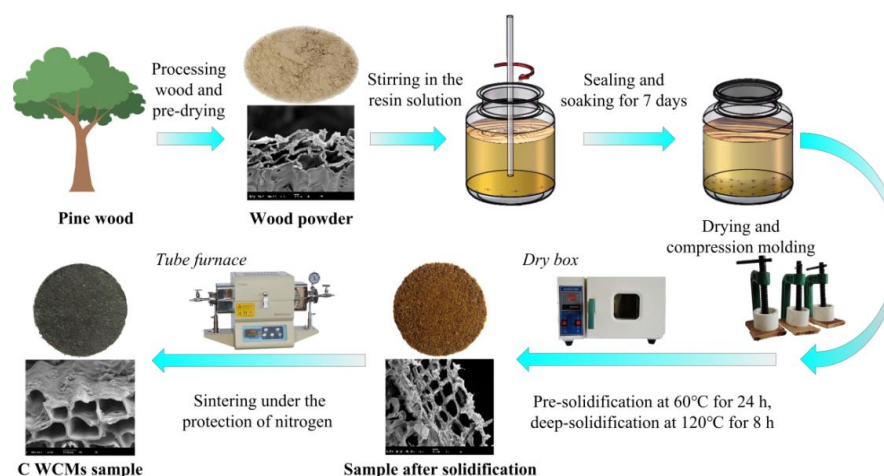 Processing
wood and
pre-drying
Stirring in the
resin solution
Sealing and
soaking for 7 days
Pine wood
Wood powder
Drying and
compression molding
Tube furnace
Dry box
Sintering under the
protection of nitrogen
Pre-solidification at 60℃ for 24 h,
deep-solidification at 120℃ for 8 h
C WCMs sample
Sample after solidification